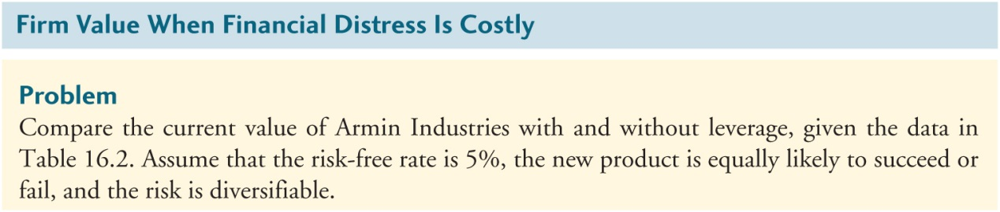 Firm Value When Financial Distress Is Costly
Problem
Compare the current value of Armin Industries with and without leverage, given the data in
Table 16.2. Assume that the risk-free rate is 5%, the new product is equally likely to succeed or
fail, and the risk is diversifiable.